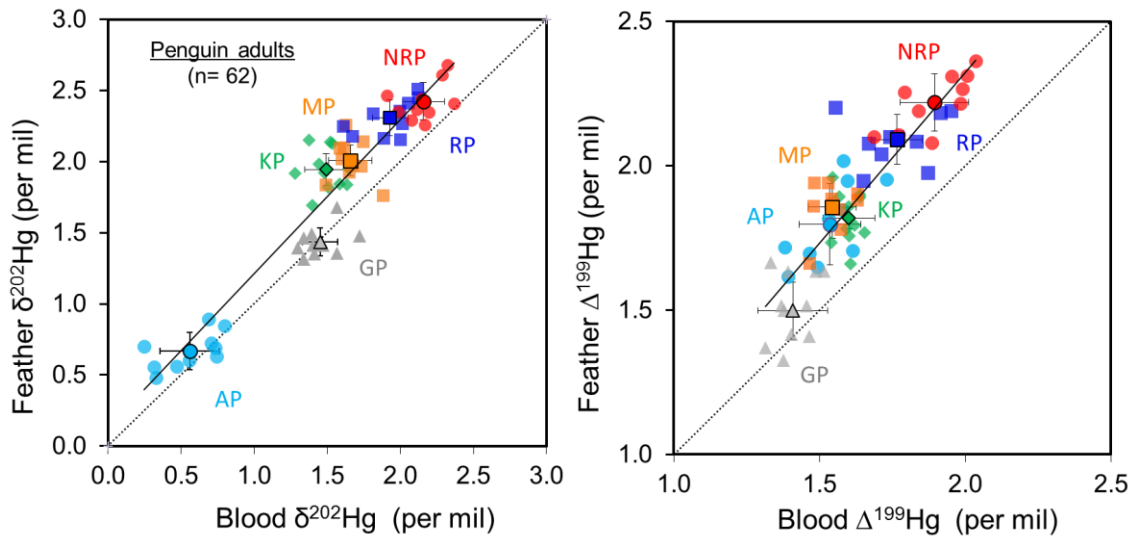 3.0
2.5
2.0
1.5
1.0
0.5
0.0
Feather δ²⁰²Hg (per mil)
Penguin adults
(n= 62)
NRP
MP
RP
KP
GP
AP
0.0 0.5 1.0 1.5 2.0 2.5 3.0
Blood δ²⁰²Hg (per mil)
2.5
2.0
1.5
1.0
Feather Δ¹⁹⁹Hg (per mil)
NRP
RP
MP
AP
KP
GP
1.0 1.5 2.0 2.5
Blood Δ¹⁹⁹Hg (per mil)